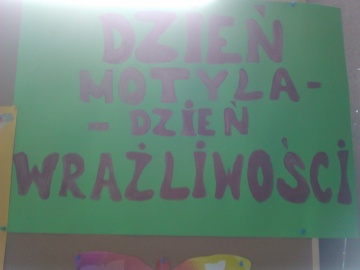 DZIEŃ
MOTYLA-
- DZIEŃ
WRAŻLIWOŚCI